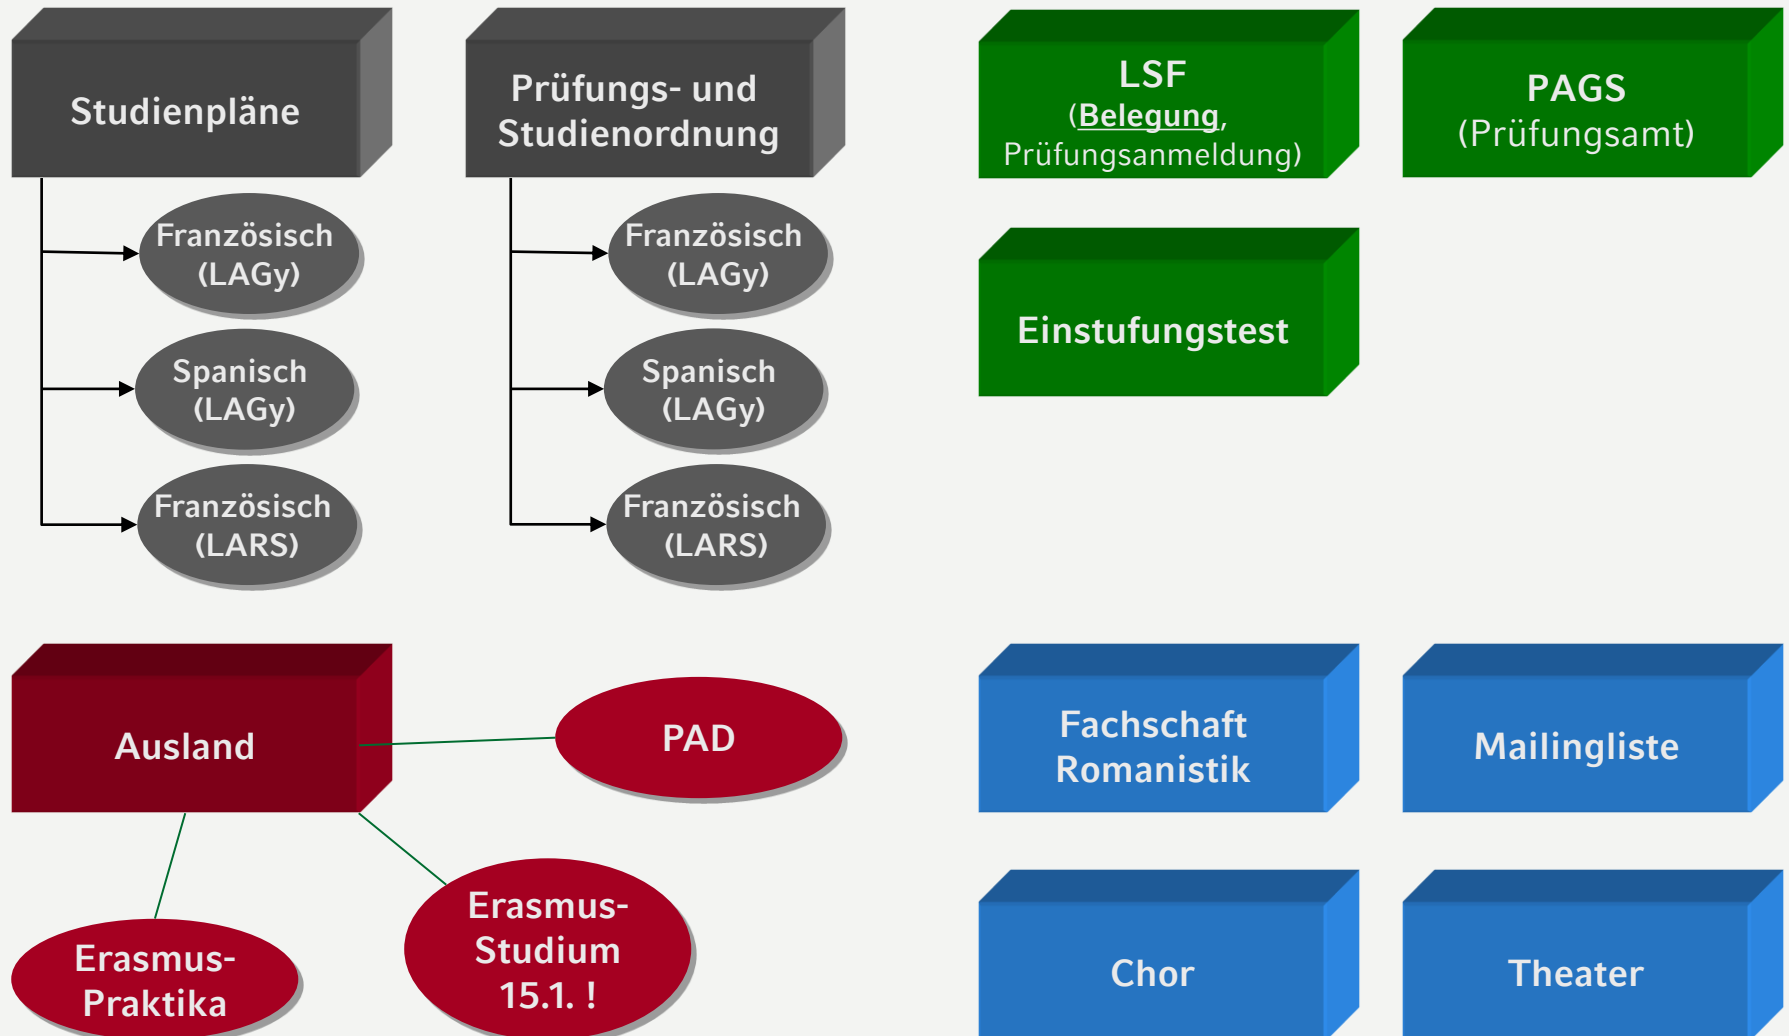 Studienpläne
Französisch
(LAGy)
Spanisch
(LAGy)
Französisch
(LARS)
Prüfungs- und
Studienordnung
Französisch
(LAGy)
Spanisch
(LAGy)
Französisch
(LARS)
LSF
(Belegung,
Prüfungsanmeldung)
PAGS
(Prüfungsamt)
Einstufungstest
Ausland
PAD
Erasmus-
Praktika
Erasmus-
Studium
15.1. !
Fachschaft
Romanistik
Mailingliste
Chor
Theater